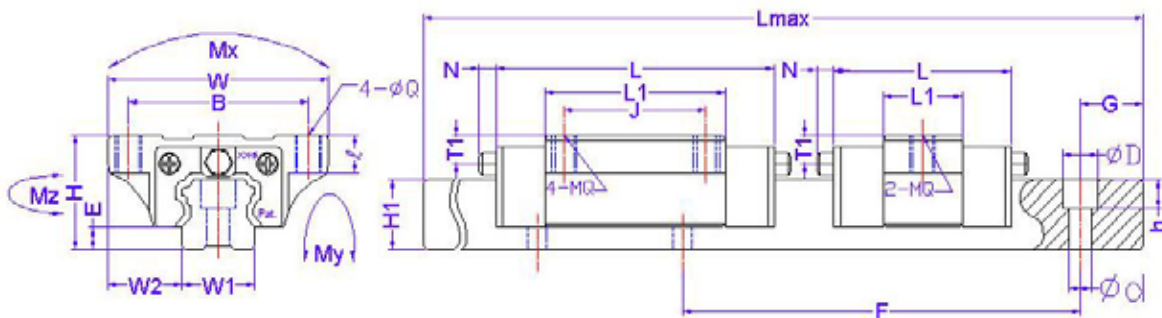 Lmax
Mx
W
B
4-ØQ
N
L
L1
J
N
L
L1
G
T1
T1
ØD
ℓ
Mz
H
E
My
H1
4-MQ
2-MQ
h
Pat.
W2
W1
F
Ød